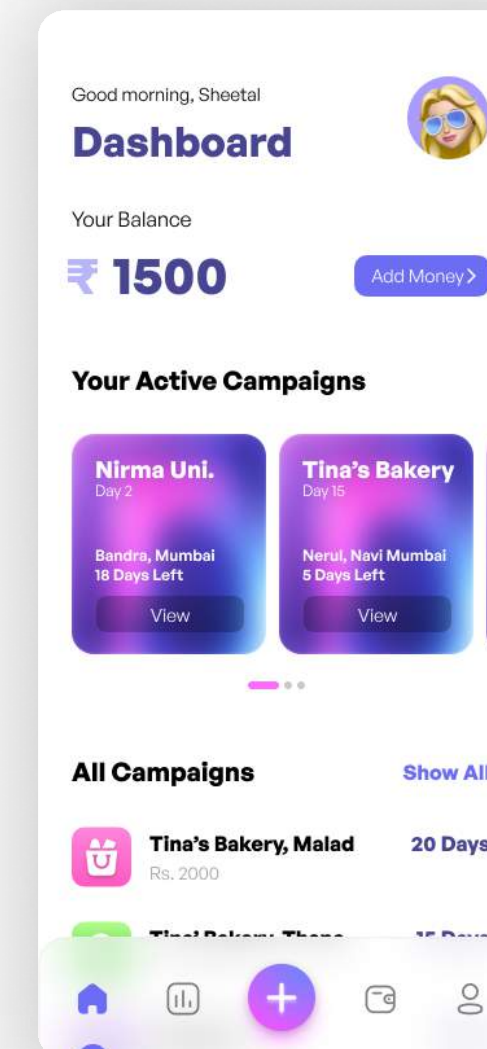 Good morning, Sheetal
Dashboard
Your Balance
₹ 1500
Add Money
Your Active Campaigns
Nirma Uni.
Day 2
Bandra, Mumbai
18 Days Left
View
Tina's Bakery
Day 15
Nerul, Navi Mumbai
5 Days Left
View
All Campaigns
Show All
Tina's Bakery, Malad
20 Days
Rs. 2000